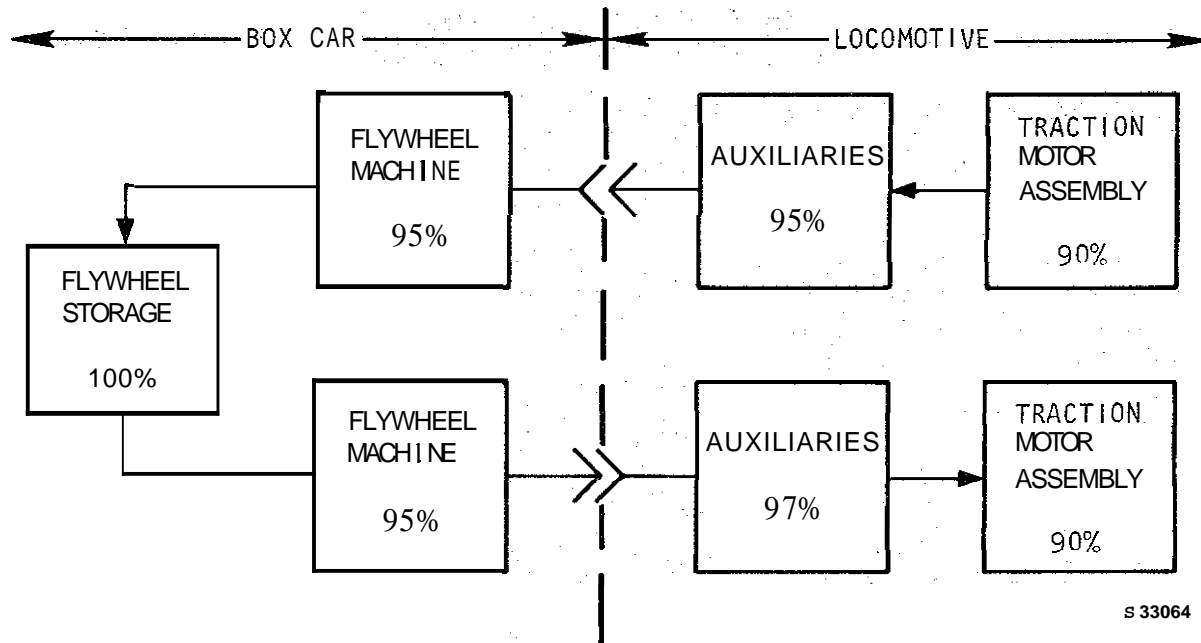 BOX CAR
LOCOMOTIVE
FLYWHEEL
MACHINE
95%
AUXILIARIES
95%
TRACTION
MOTOR
ASSEMBLY
90%
FLYWHEEL
STORAGE
100%
FLYWHEEL
MACHINE
95%
AUXILIARIES
97%
TRACTION
MOTOR
ASSEMBLY
90%
S 33064